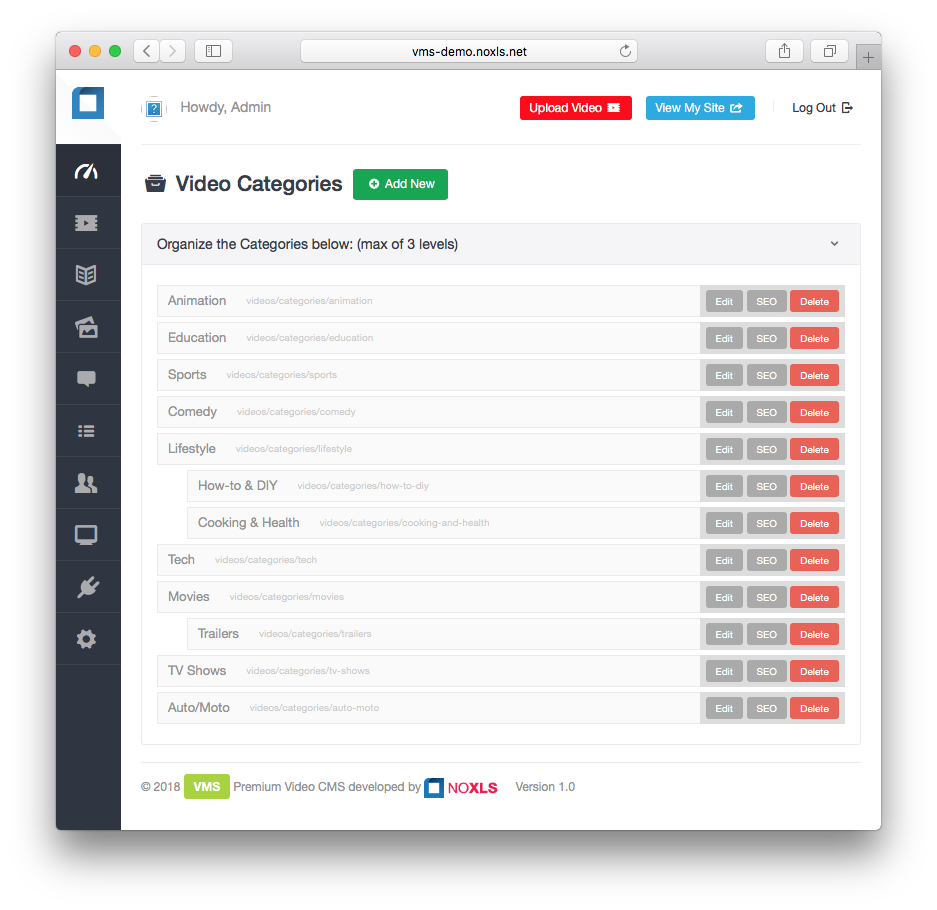 vms-demo.noxls.net
Howdy, Admin
Upload Video
View My Site
Log Out
Video Categories
Add New
Organize the Categories below: (max of 3 levels)
Animation videos/categories/animation Edit SEO Delete
Education videos/categories/education Edit SEO Delete
Sports videos/categories/sports Edit SEO Delete
Comedy videos/categories/comedy Edit SEO Delete
Lifestyle videos/categories/lifestyle Edit SEO Delete
How-to & DIY videos/categories/how-to-diy Edit SEO Delete
Cooking & Health videos/categories/cooking-and-health Edit SEO Delete
Tech videos/categories/tech Edit SEO Delete
Movies videos/categories/movies Edit SEO Delete
Trailers videos/categories/trailers Edit SEO Delete
TV Shows videos/categories/tv-shows Edit SEO Delete
Auto/Moto videos/categories/auto-moto Edit SEO Delete
© 2018 VMS Premium Video CMS developed by NOXLS Version 1.0